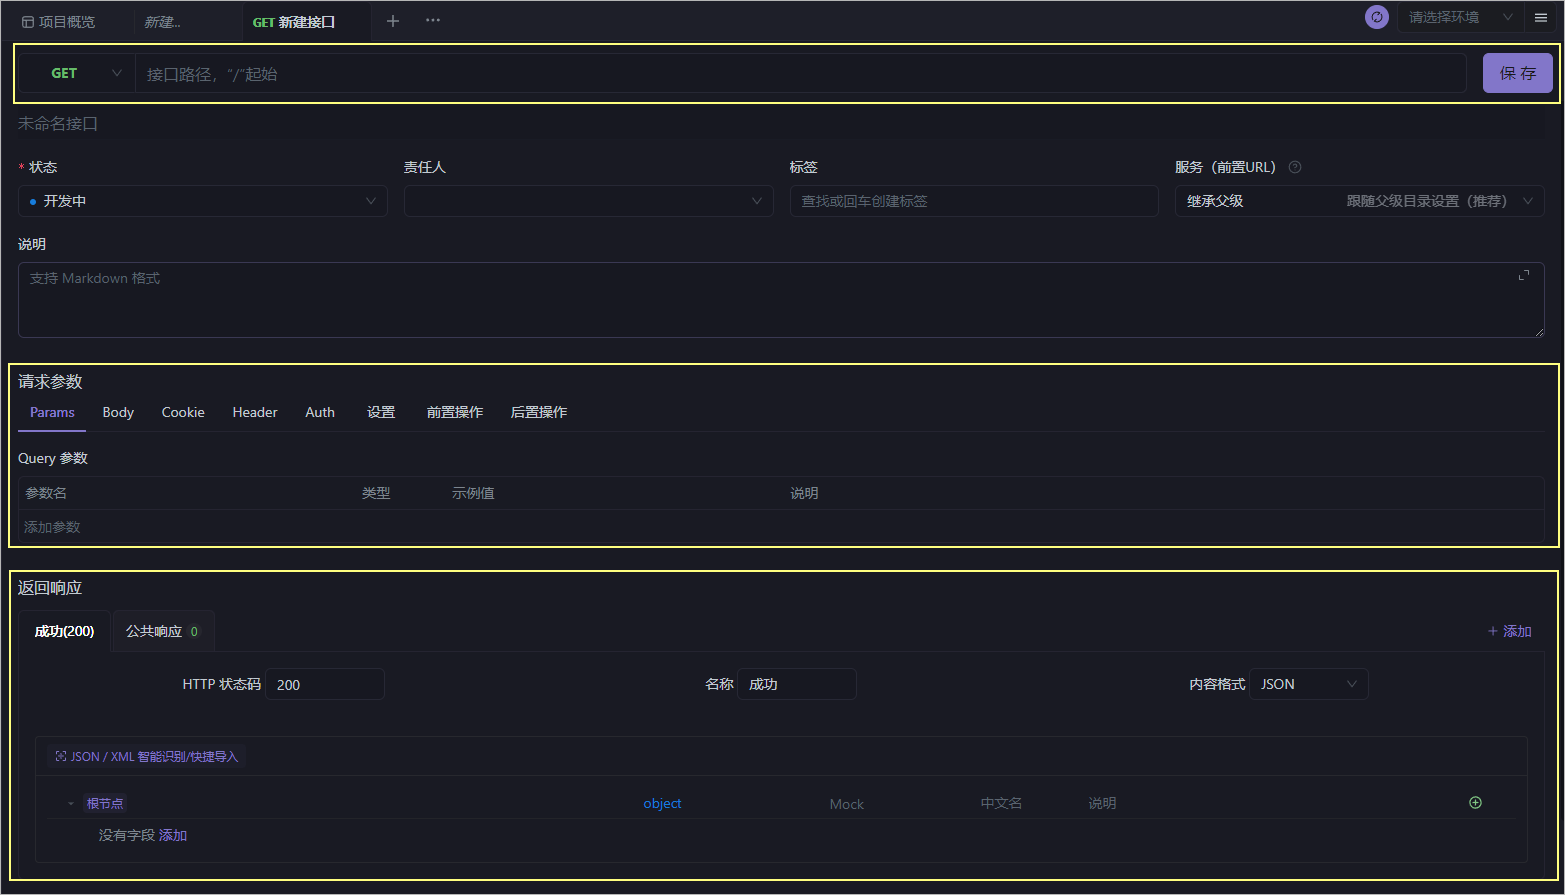 项目概览 新建... GET 新建接口 请选择环境
GET 接口路径，“/”起始 保 存
未命名接口
* 状态 责任人 标签 服务（前置URL）
开发中 查找或回车创建标签 继承父级 跟随父级目录设置（推荐）
说明
支持 Markdown 格式
请求参数
Params Body Cookie Header Auth 设置 前置操作 后置操作
Query 参数
参数名 类型 示例值 说明
添加参数
返回响应
成功(200) 公共响应 0 + 添加
HTTP 状态码 200 名称 成功 内容格式 JSON
JSON / XML 智能识别/快捷导入
根节点 object Mock 中文名 说明
没有字段 添加